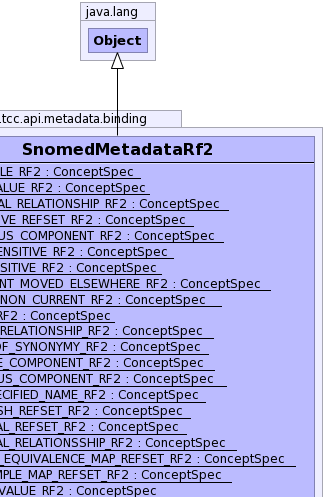 java.lang
Object
.tcc.api.metadata.binding
SnomedMetadataRf2
LE_RF2 : ConceptSpec
ALUE_RF2 : ConceptSpec
AL_RELATIONSHIP_RF2 : ConceptSpec
VE_REFSET_RF2 : ConceptSpec
US_COMPONENT_RF2 : ConceptSpec
ENSITIVE_RF2 : ConceptSpec
SITIVE_RF2 : ConceptSpec
NT_MOVED_ELSEWHERE_RF2 : ConceptSpec
NON_CURRENT_RF2 : ConceptSpec
RF2 : ConceptSpec
RELATIONSHIP_RF2 : ConceptSpec
OF_SYNONYMY_RF2 : ConceptSpec
E_COMPONENT_RF2 : ConceptSpec
US_COMPONENT_RF2 : ConceptSpec
ECIFIED_NAME_RF2 : ConceptSpec
SH_REFSET_RF2 : ConceptSpec
AL_REFSET_RF2 : ConceptSpec
AL_RELATIONSSHIP_RF2 : ConceptSpec
_EQUIVALENCE_MAP_REFSET_RF2 : ConceptSpec
MPLE_MAP_REFSET_RF2 : ConceptSpec
VALUE_RF2 : ConceptSpec